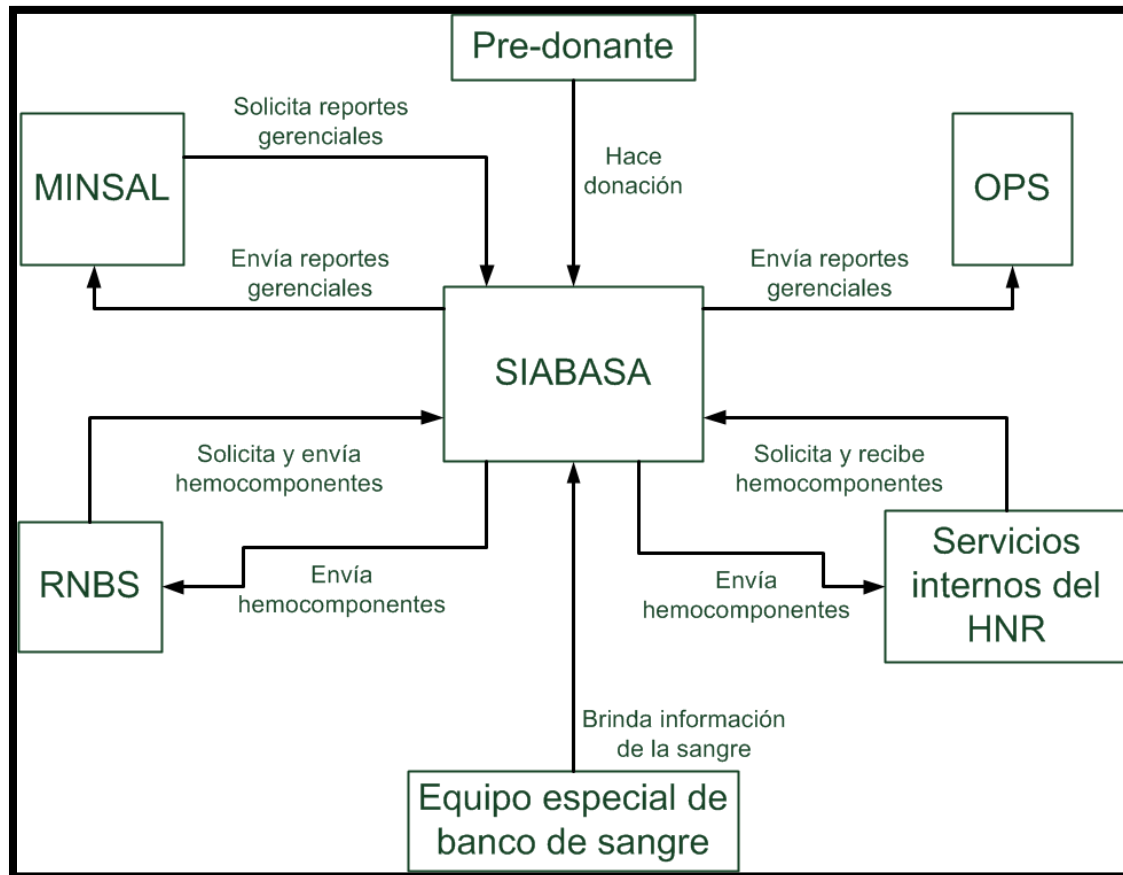 Pre-donante
Solicita reportes
gerenciales
MINSAL
Hace
donación
OPS
Envía reportes
gerenciales
Envía reportes
gerenciales
SIABASA
Solicita y envía
hemocomponentes
Solicita y recibe
hemocomponentes
RNBS
Envía
hemocomponentes
Envía
hemocomponentes
Servicios
internos del
HNR
Brinda información
de la sangre
Equipo especial de
banco de sangre